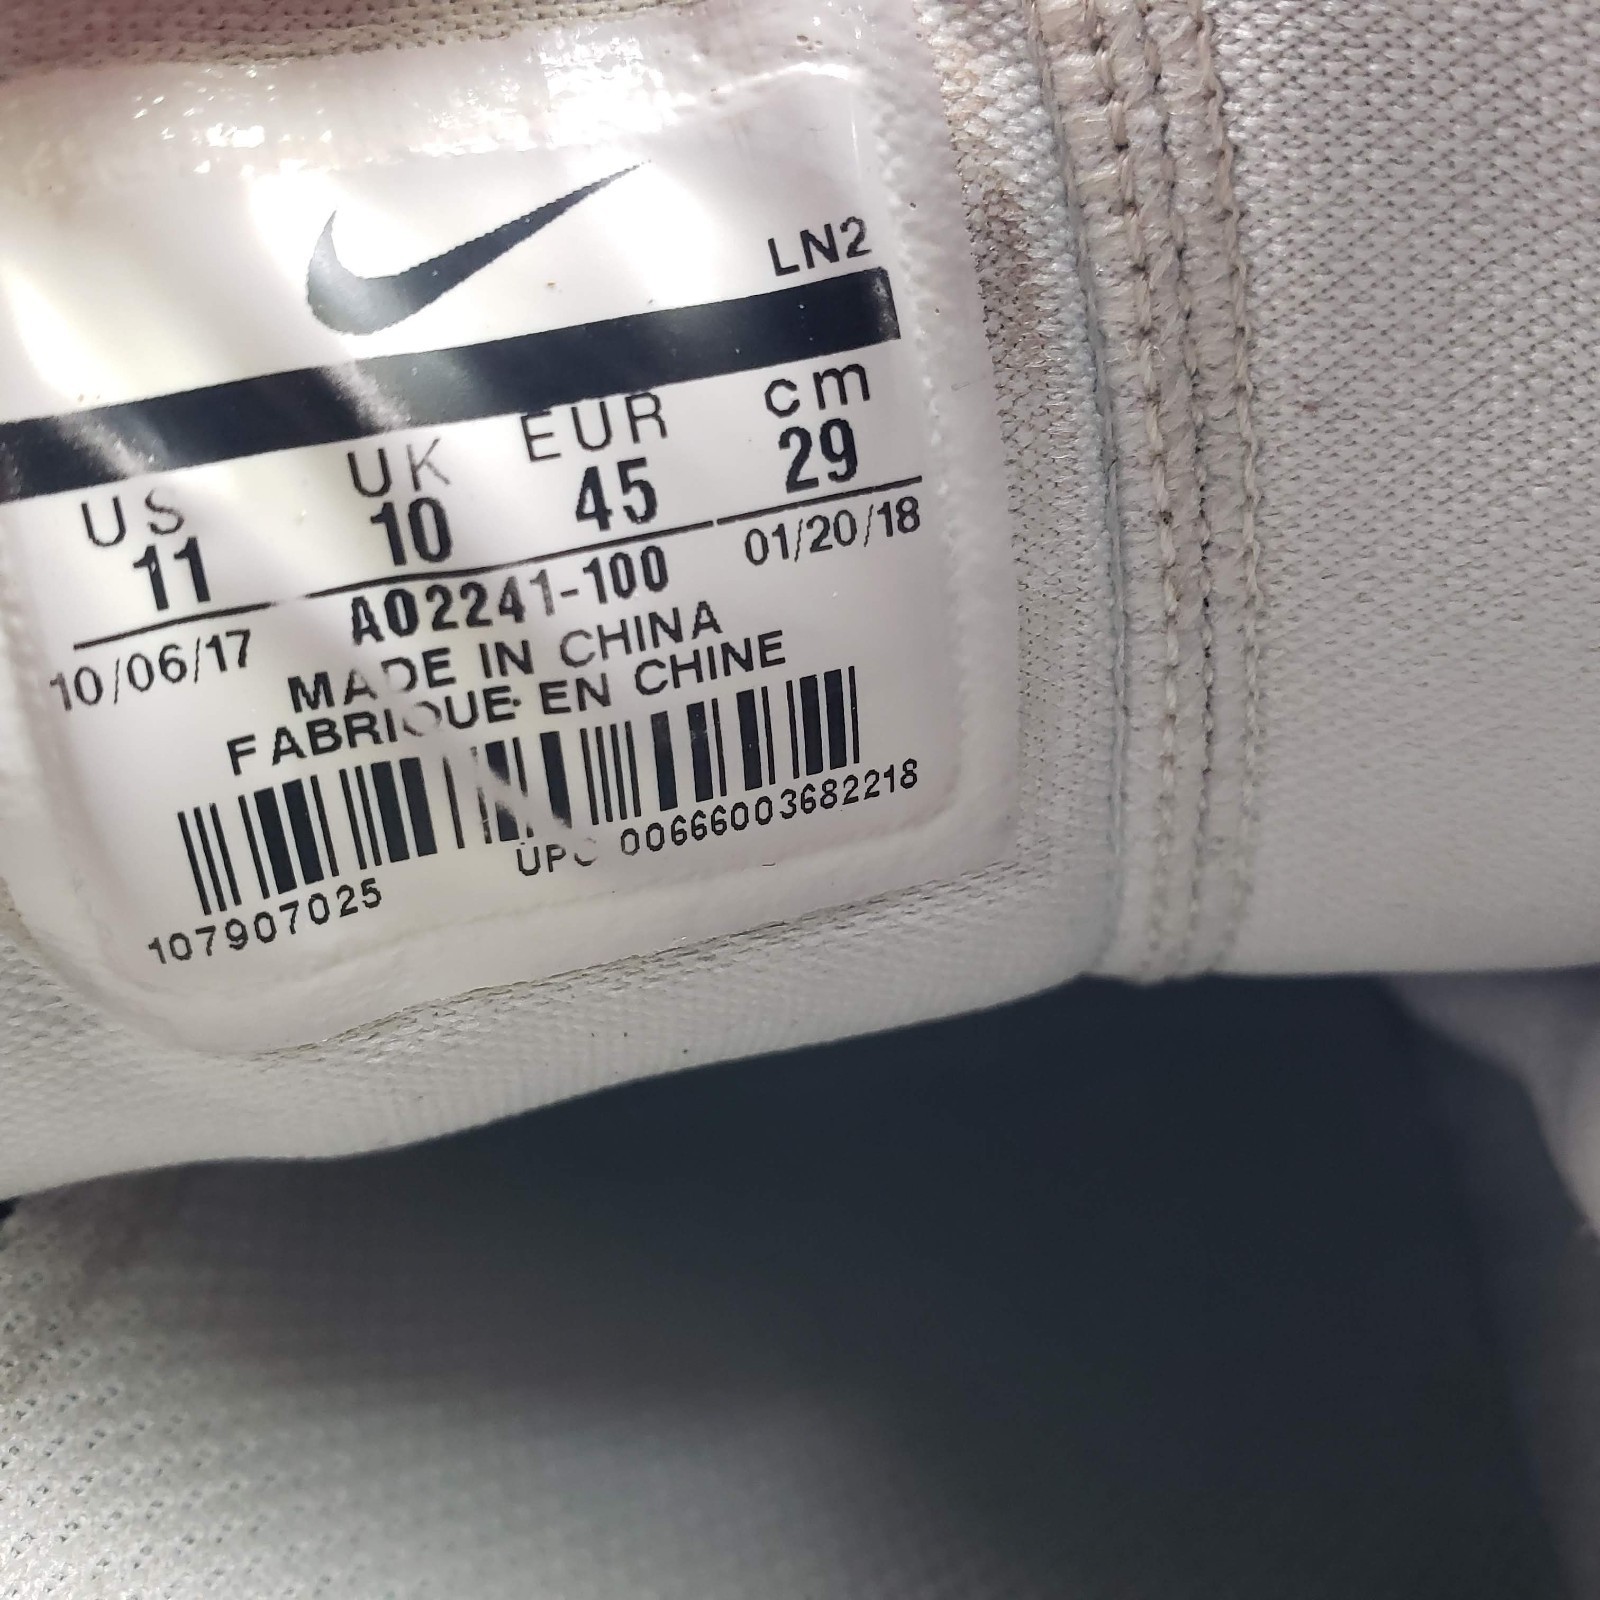 LN2
US UK EUR cm
11 10 45 29
10/06/17 AO2241-100 01/20/18
MADE IN CHINA
FABRIQUE EN CHINE
UPC 00666003682218
107907025